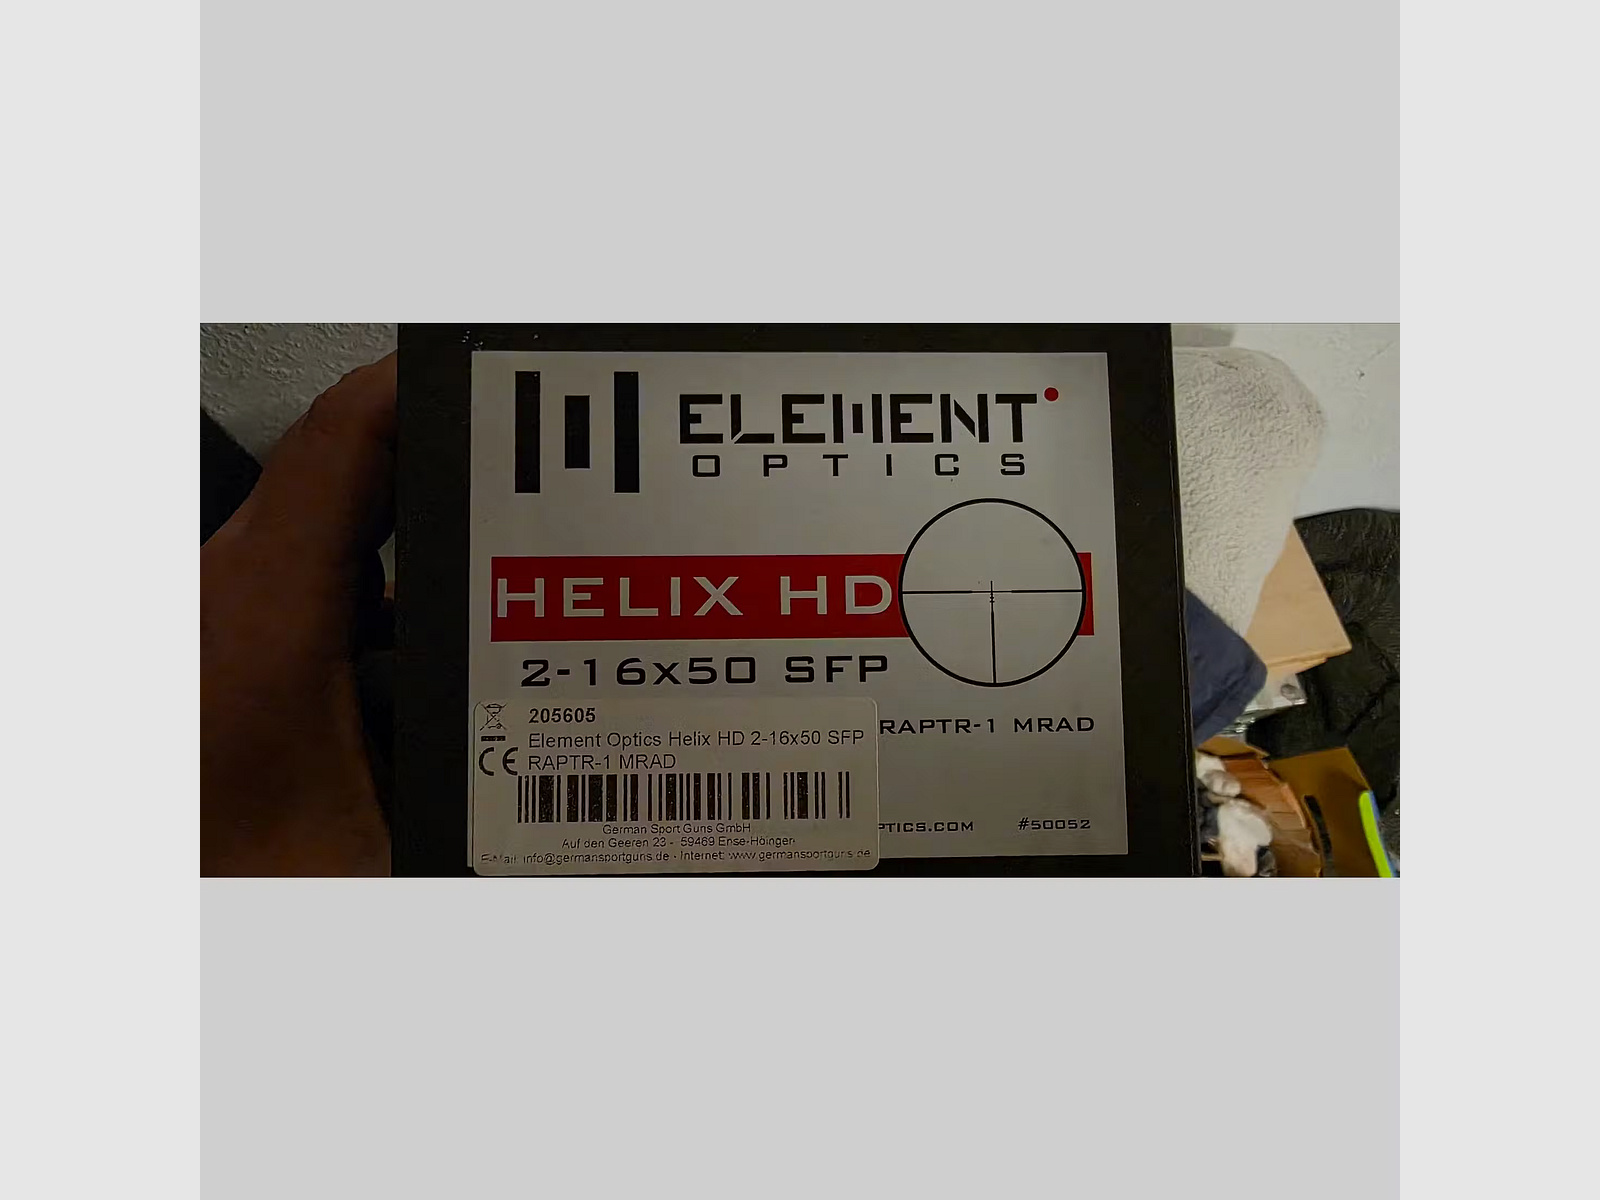 ELEMENT
OPTICS
HELIX HD
2-16x50 SFP
RAPTR-1 MRAD
205605
Element Optics Helix HD 2-16x50 SFP
RAPTR-1 MRAD
CE
German Sport Guns GmbH
Auf den Geeren 23 - 59469 Ense-Höingen
E-Mail: info@germansportguns.de - Internet: www.germansportguns.de
#50052